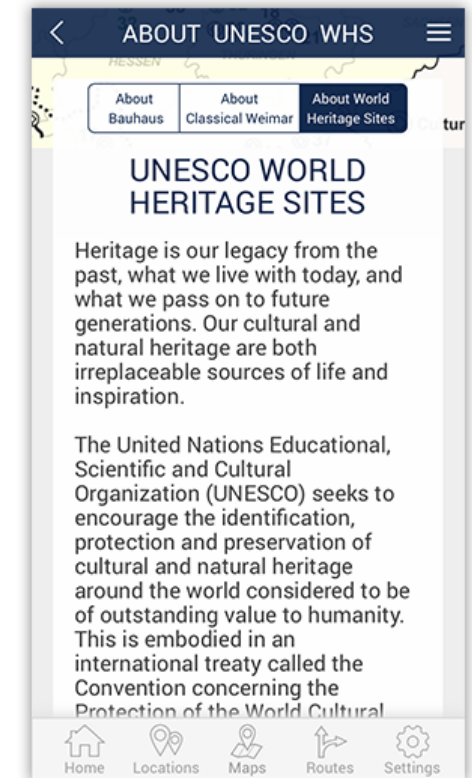 ABOUT UNESCO WHS
HESSEN
About
Bauhaus
About
Classical Weimar
About World
Heritage Sites
UNESCO WORLD
HERITAGE SITES
Heritage is our legacy from the
past, what we live with today, and
what we pass on to future
generations. Our cultural and
natural heritage are both
irreplaceable sources of life and
inspiration.
The United Nations Educational,
Scientific and Cultural
Organization (UNESCO) seeks to
encourage the identification,
protection and preservation of
cultural and natural heritage
around the world considered to be
of outstanding value to humanity.
This is embodied in an
international treaty called the
Convention concerning the
Protection of the World Cultural
Home Locations Maps Routes Settings